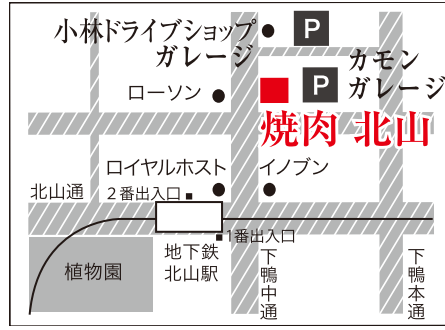 小林ドライブショップ
ガレージ
P
P
カモン
ガレージ
ローソン
焼肉 北山
ロイヤルホスト
イノブン
北山通
2番出入口
1番出入口
地下鉄
北山駅
植物園
下鴨中通
下鴨本通